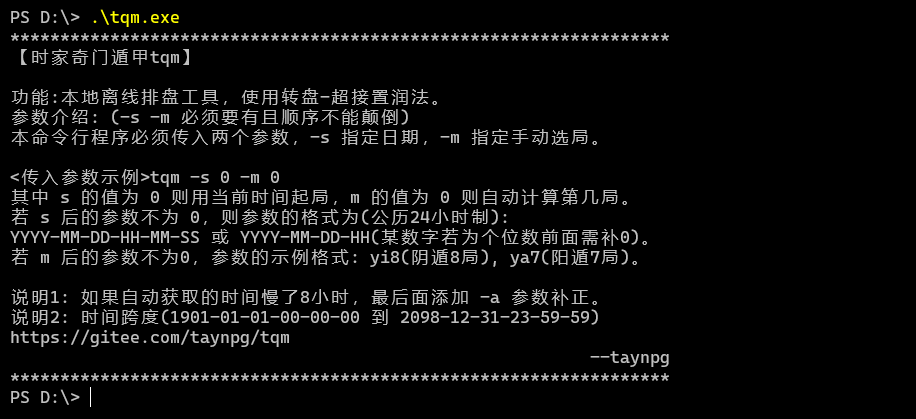 PS D:\> .\tqm.exe
******************************************************************
【时家奇门遁甲tqm】
功能:本地离线排盘工具，使用转盘-超接置润法。
参数介绍: (-s -m 必须要有且顺序不能颠倒)
本命令行程序必须传入两个参数，-s 指定日期，-m 指定手动选局。
<传入参数示例>tqm -s 0 -m 0
其中 s 的值为 0 则用当前时间起局，m 的值为 0 则自动计算第几局。
若 s 后的参数不为 0，则参数的格式为(公历24小时制):
YYYY-MM-DD-HH-MM-SS 或 YYYY-MM-DD-HH(某数字若为个位数前面需补0)。
若 m 后的参数不为0，参数的示例格式: yi8(阴遁8局), ya7(阳遁7局)。
说明1: 如果自动获取的时间慢了8小时，最后面添加 -a 参数补正。
说明2: 时间跨度(1901-01-01-00-00-00 到 2098-12-31-23-59-59)
https://gitee.com/taynpg/tqm
--taynpg
******************************************************************
PS D:\>